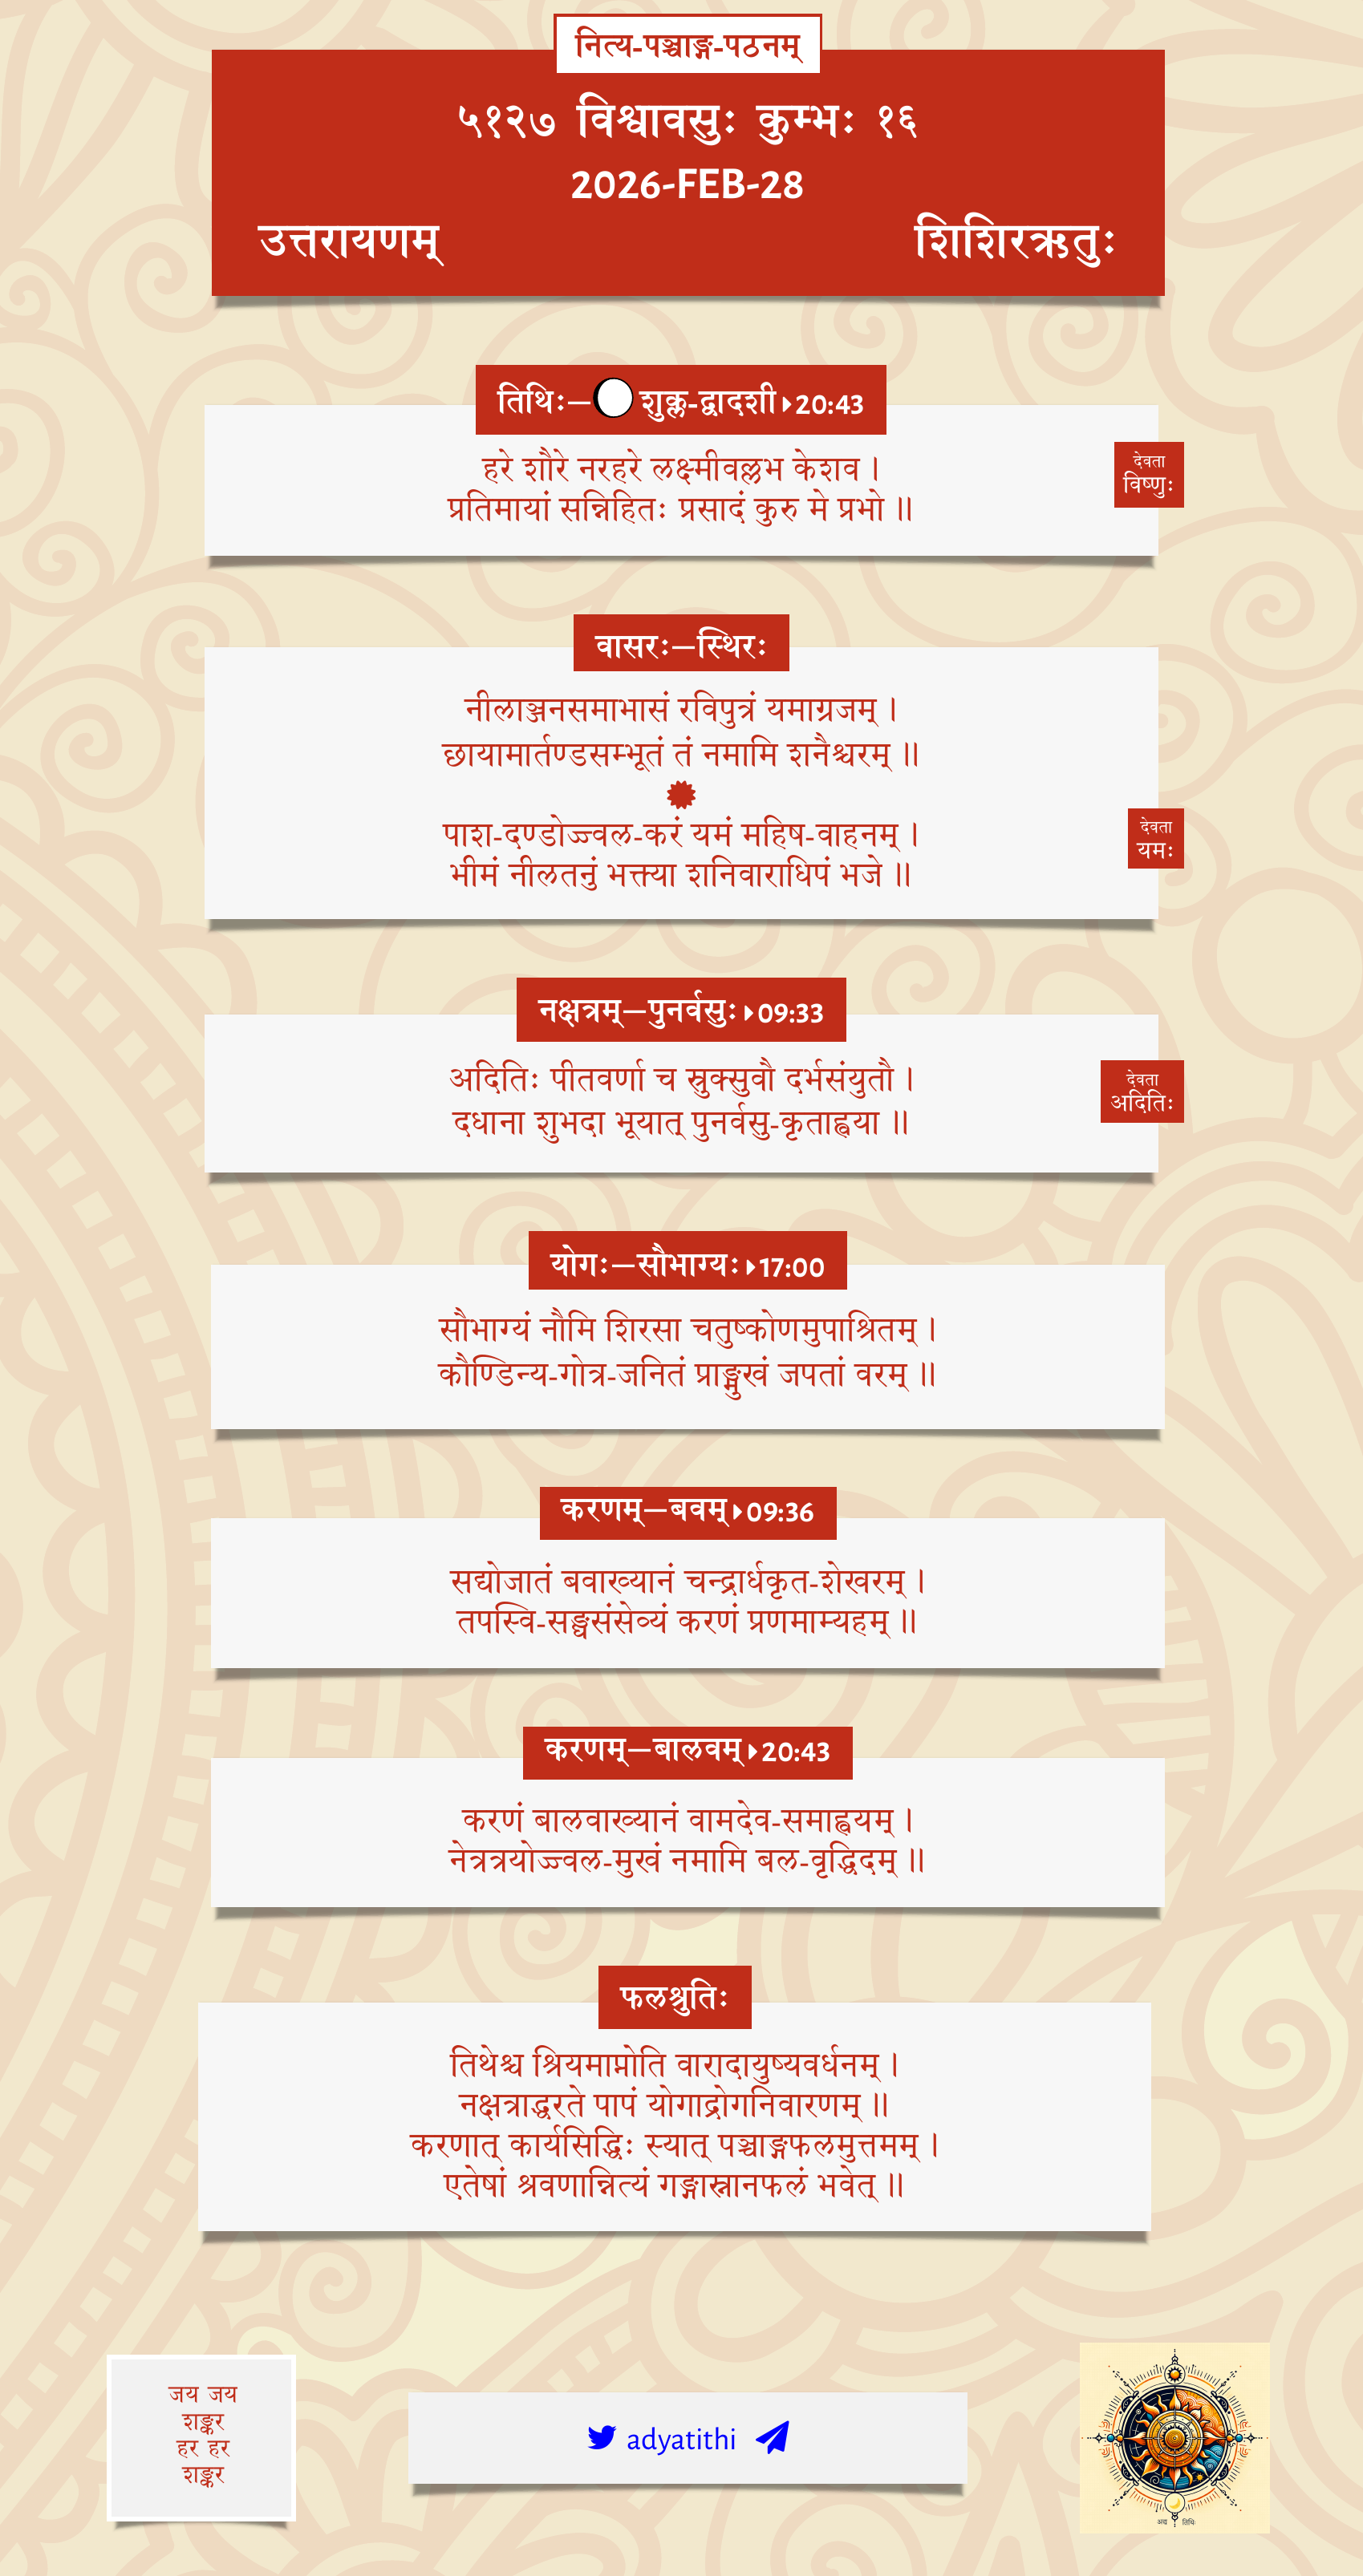 नित्य-पञ्चाङ्ग-पठनम्
५१२७ विश्वावसुः कुम्भः १६
2026-FEB-28
उत्तरायणम् शिशिरऋतुः
तिथिः— शुक्ल-द्वादशी 20:43
हरे शौरे नरहरे लक्ष्मीवल्लभ केशव ।
प्रतिमायां सन्निहितः प्रसादं कुरु मे प्रभो ॥
देवता
विष्णुः
वासरः—स्थिरः
नीलाञ्जनसमाभासं रविपुत्रं यमाग्रजम् ।
छायामार्तण्डसम्भूतं तं नमामि शनैश्चरम् ॥
पाश-दण्डोज्ज्वल-करं यमं महिष-वाहनम् ।
भीमं नीलतनुं भक्त्या शनिवाराधिपं भजे ॥
देवता
यमः
नक्षत्रम्—पुनर्वसुः 09:33
अदितिः पीतवर्णा च स्रुक्सुवौ दर्भसंयुतौ ।
दधाना शुभदा भूयात् पुनर्वसु-कृताह्वया ॥
देवता
अदितिः
योगः—सौभाग्यः 17:00
सौभाग्यं नौमि शिरसा चतुष्कोणमुपाश्रितम् ।
कौण्डिन्य-गोत्र-जनितं प्राङ्मुखं जपतां वरम् ॥
करणम्—बवम् 09:36
सद्योजातं बवाख्यानं चन्द्रार्धकृत-शेखरम् ।
तपस्वि-सङ्घसंसेव्यं करणं प्रणमाम्यहम् ॥
करणम्—बालवम् 20:43
करणं बालवाख्यानं वामदेव-समाह्वयम् ।
नेत्रत्रयोज्ज्वल-मुखं नमामि बल-वृद्धिदम् ॥
फलश्रुतिः
तिथेश्च श्रियमाप्नोति वारादायुष्यवर्धनम् ।
नक्षत्राद्धरते पापं योगाद्रोगनिवारणम् ॥
करणात् कार्यसिद्धिः स्यात् पञ्चाङ्गफलमुत्तमम् ।
एतेषां श्रवणान्नित्यं गङ्गास्नानफलं भवेत् ॥
जय जय
शङ्कर
हर हर
शङ्कर
adyatithi
अद्य तिथिः